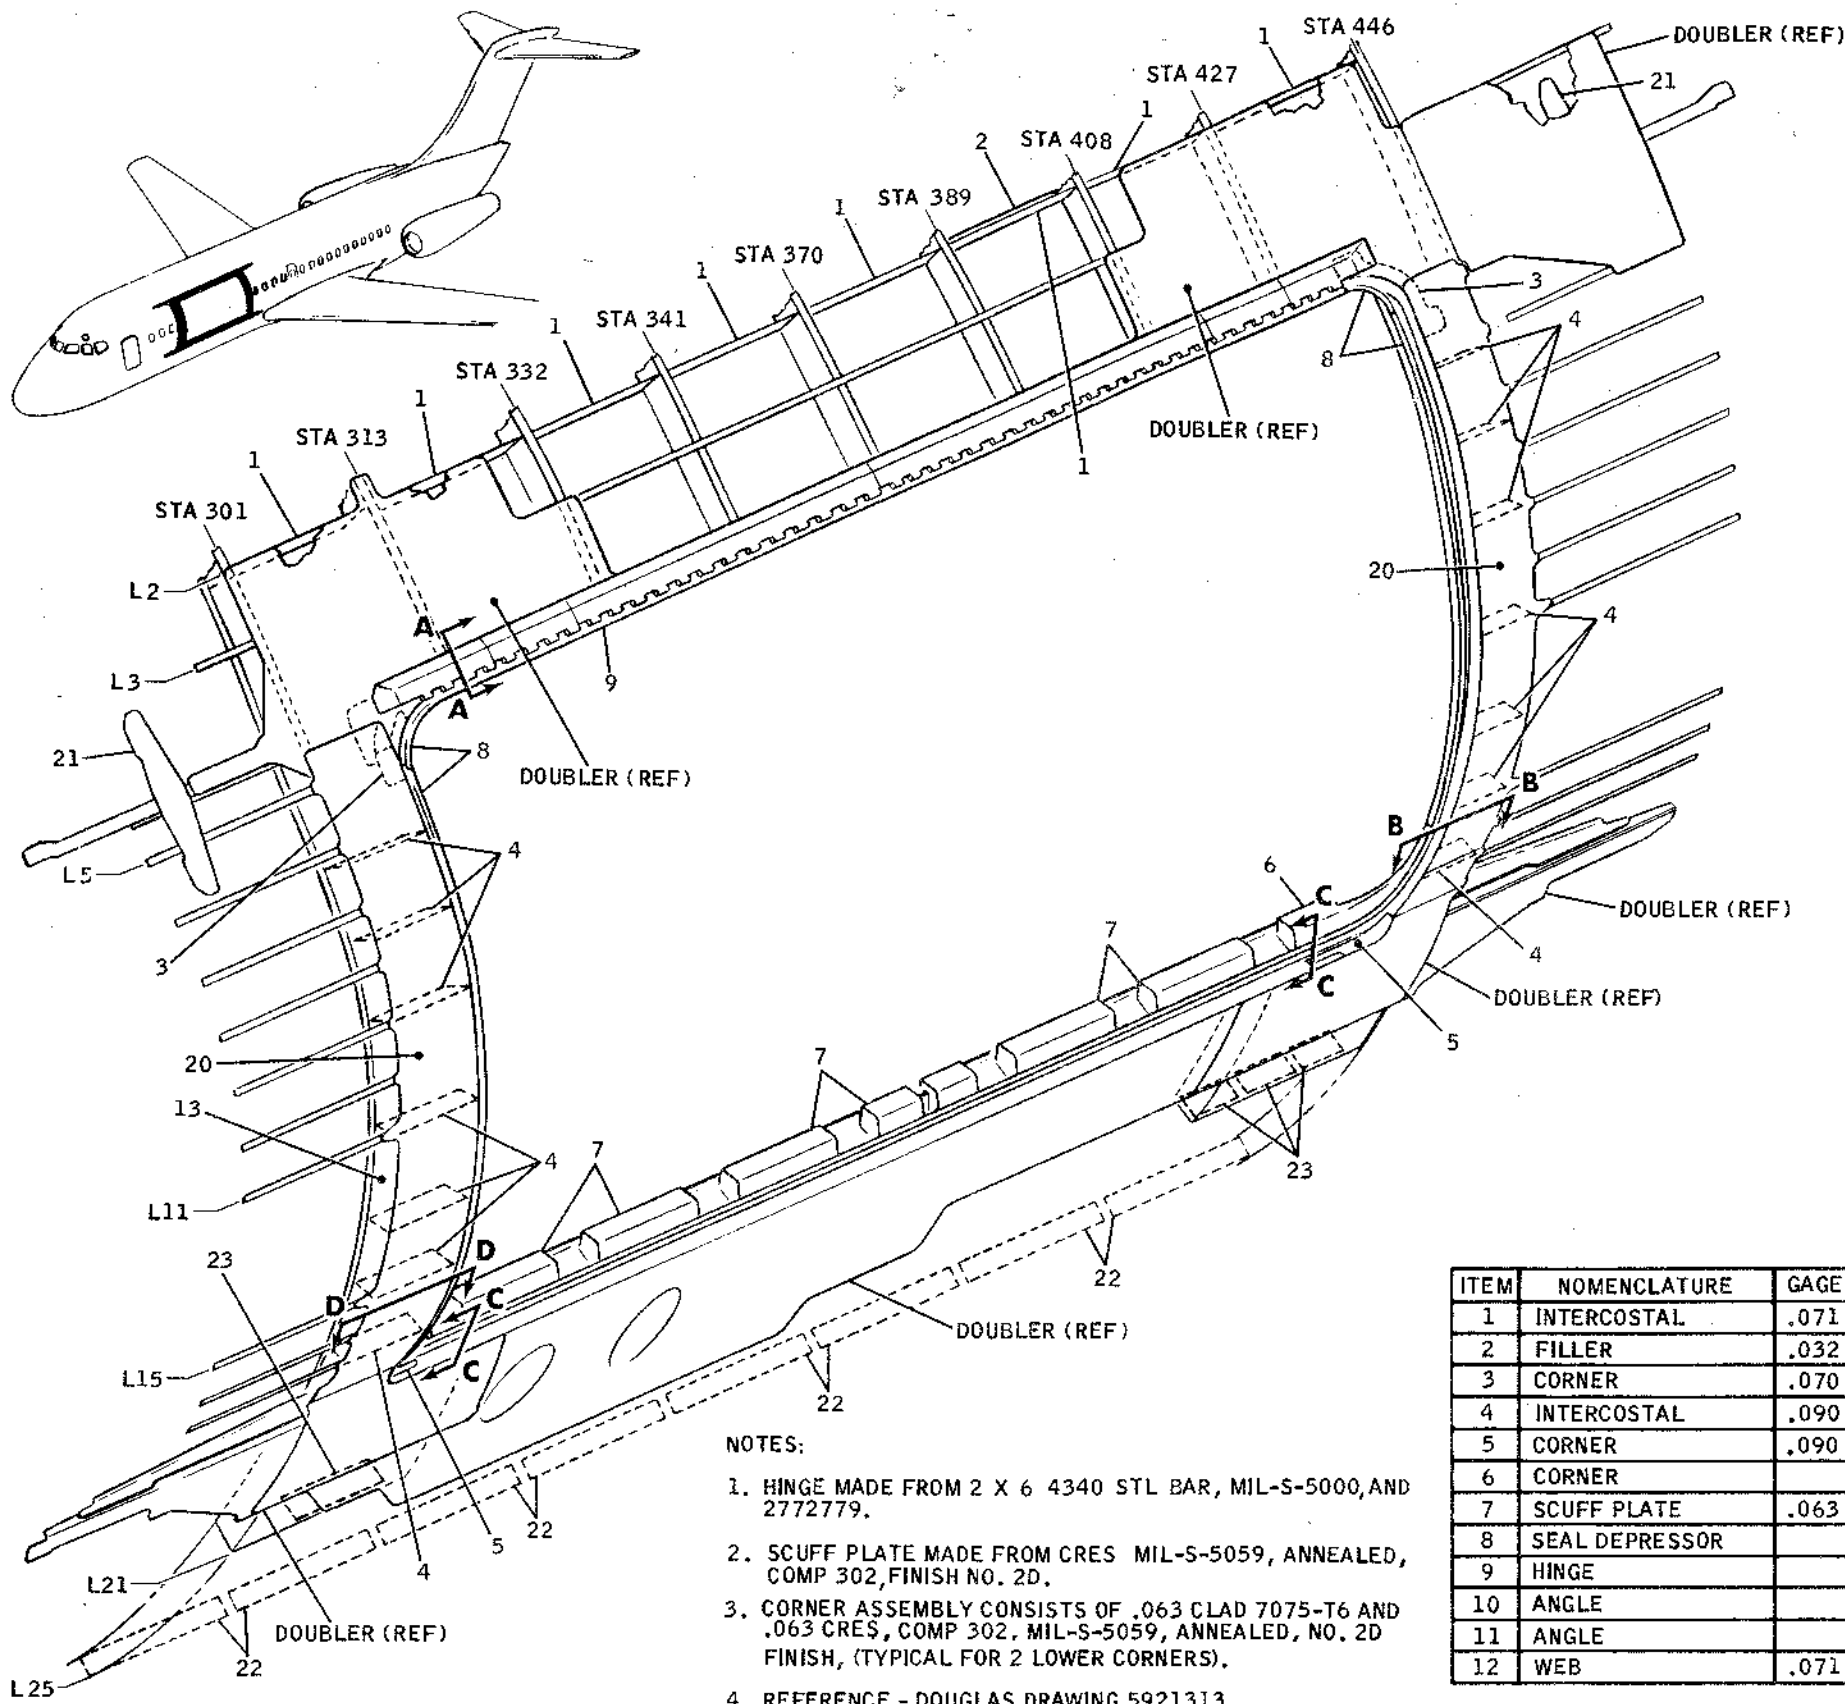 STA 446
1
DOUBLER (REF)
STA 427
21
1
2
STA 408
1
STA 389
3
1
STA 370
4
1
STA 341
8
1
STA 332
DOUBLER (REF)
1
1
STA 313
1
STA 301
20
L2
A
4
L3
9
A
21
8
DOUBLER (REF)
B
B
4
L5
6
C
DOUBLER (REF)
7
3
4
C
DOUBLER (REF)
5
20
7
13
4
7
23
L11
D
23
22
D
C
DOUBLER (REF)
L15
C
22
5
22
L21
4
DOUBLER (REF)
22
L25
NOTES:
1. HINGE MADE FROM 2 X 6 4340 STL BAR, MIL-S-5000, AND
2772779.
2. SCUFF PLATE MADE FROM CRES MIL-S-5059, ANNEALED,
COMP 302, FINISH NO. 2D.
3. CORNER ASSEMBLY CONSISTS OF .063 CLAD 7075-T6 AND
.063 CRES, COMP 302, MIL-S-5059, ANNEALED, NO. 2D
FINISH, (TYPICAL FOR 2 LOWER CORNERS).
4. REFERENCE - DOUGLAS DRAWING 5921313
ITEM NOMENCLATURE GAGE
1 INTERCOSTAL .071
2 FILLER .032
3 CORNER .070
4 INTERCOSTAL .090
5 CORNER .090
6 CORNER
7 SCUFF PLATE .063
8 SEAL DEPRESSOR
9 HINGE
10 ANGLE
11 ANGLE
12 WEB .071